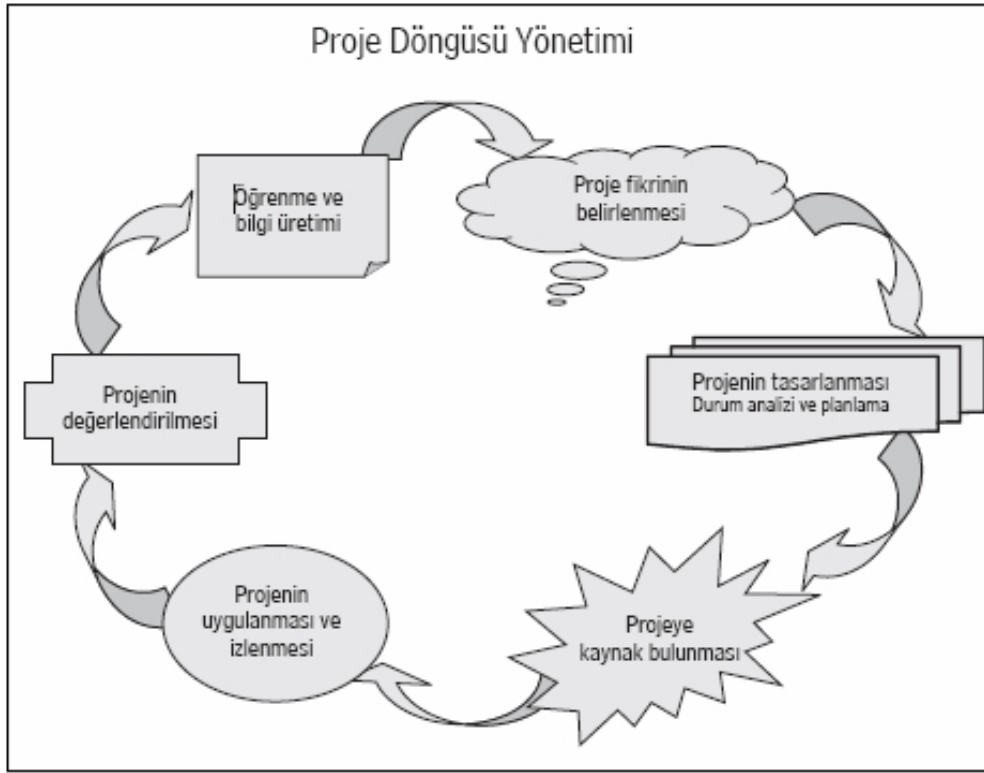 Proje Döngüsü Yönetimi
Öğrenme ve
bilgi üretimi
Proje fikrinin
belirlenmesi
Projenin tasarlanması
Durum analizi ve planlama
Projeye
kaynak bulunması
Projenin
uygulanması ve
izlenmesi
Projenin
değerlendirilmesi